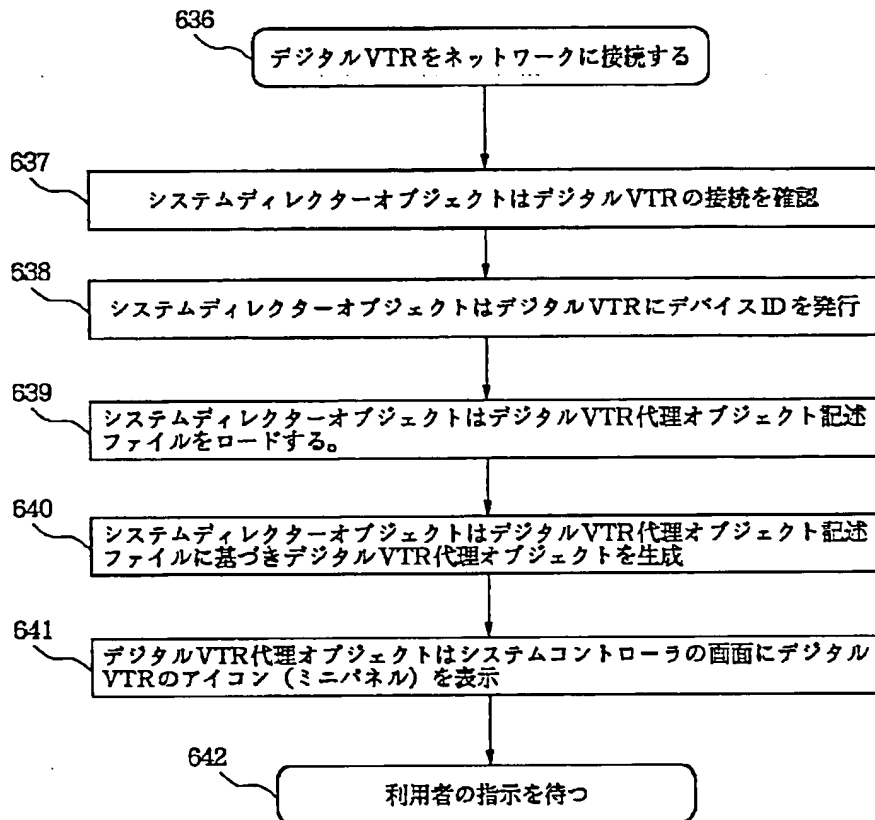 636
デジタルVTRをネットワークに接続する
637
システムディレクターオブジェクトはデジタルVTRの接続を確認
638
システムディレクターオブジェクトはデジタルVTRにデバイスIDを発行
639
システムディレクターオブジェクトはデジタルVTR代理オブジェクト記述
ファイルをロードする。
640
システムディレクターオブジェクトはデジタルVTR代理オブジェクト記述
ファイルに基づきデジタルVTR代理オブジェクトを生成
641
デジタルVTR代理オブジェクトはシステムコントローラの画面にデジタル
VTRのアイコン（ミニパネル）を表示
642
利用者の指示を待つ